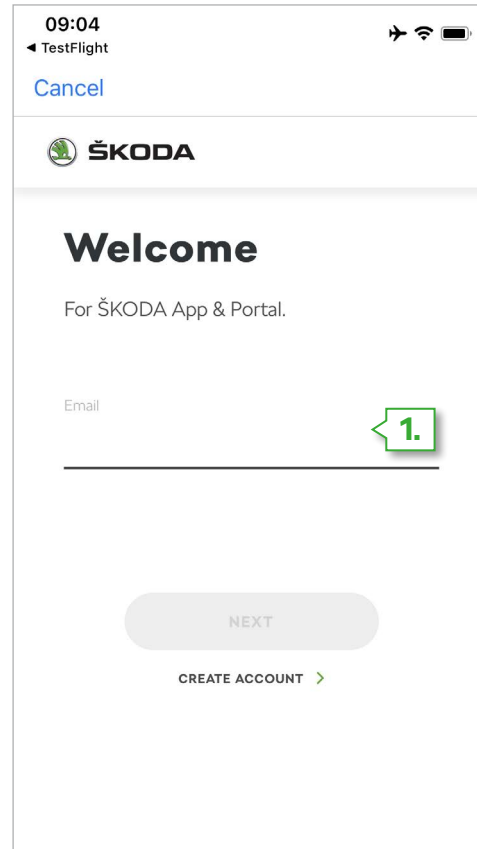 09:04
◀ TestFlight
Cancel
ŠKODA
Welcome
For ŠKODA App & Portal.
Email
1.
NEXT
CREATE ACCOUNT >